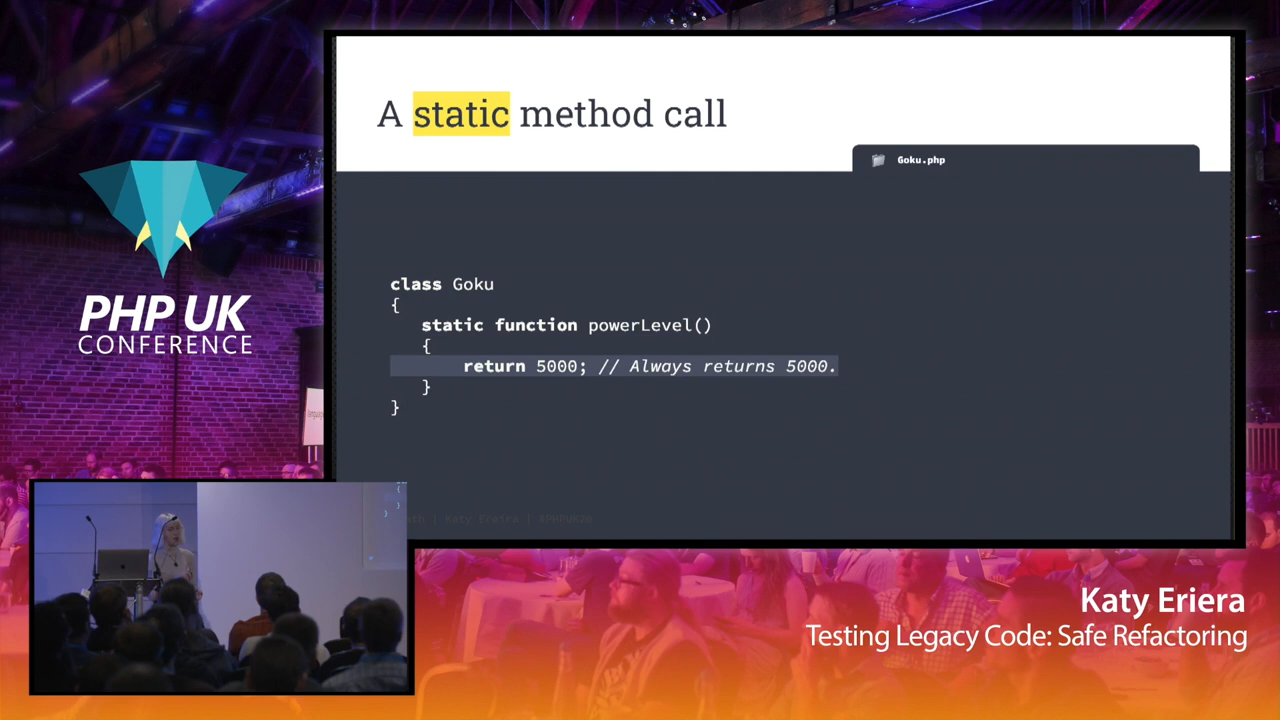 A static method call
Goku.php
class Goku
{
static function powerLevel()
{
return 5000; // Always returns 5000.
}
}
PHP UK
CONFERENCE
Katy Eriera
Testing Legacy Code: Safe Refactoring